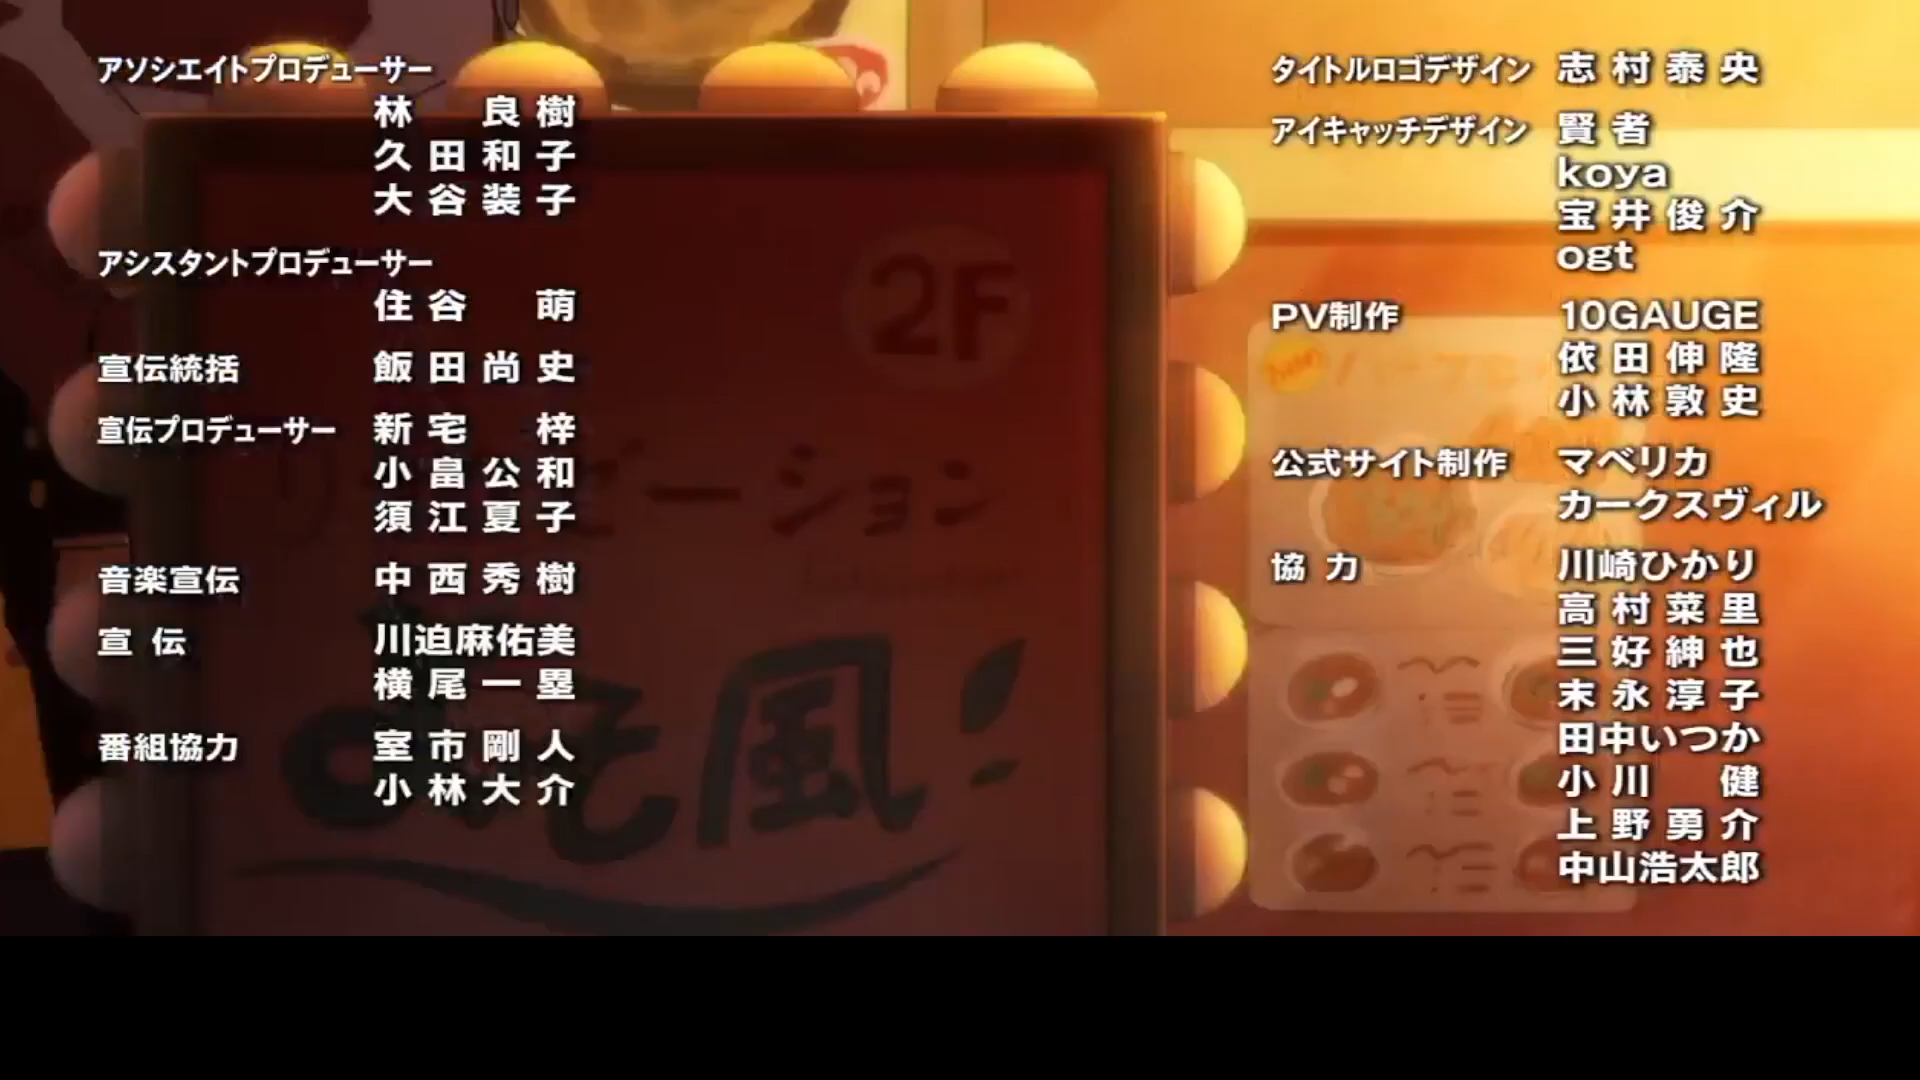 アソシエイトプロデューサー
林 良樹
久田和子
大谷装子
アシスタントプロデューサー
住谷 萌
宣伝統括 飯田尚史
宣伝プロデューサー 新宅 梓
小畠公和
須江夏子
音楽宣伝 中西秀樹
宣伝 川迫麻佑美
横尾一塁
番組協力 室市剛人
小林大介
タイトルロゴデザイン 志村泰央
アイキャッチデザイン 賢者
koya
宝井俊介
ogt
PV制作 10GAUGE
依田伸隆
小林敦史
公式サイト制作 マベリカ
カークスヴィル
協力 川崎ひかり
高村菜里
三好紳也
末永淳子
田中いつか
小川 健
上野勇介
中山浩太郎
2F